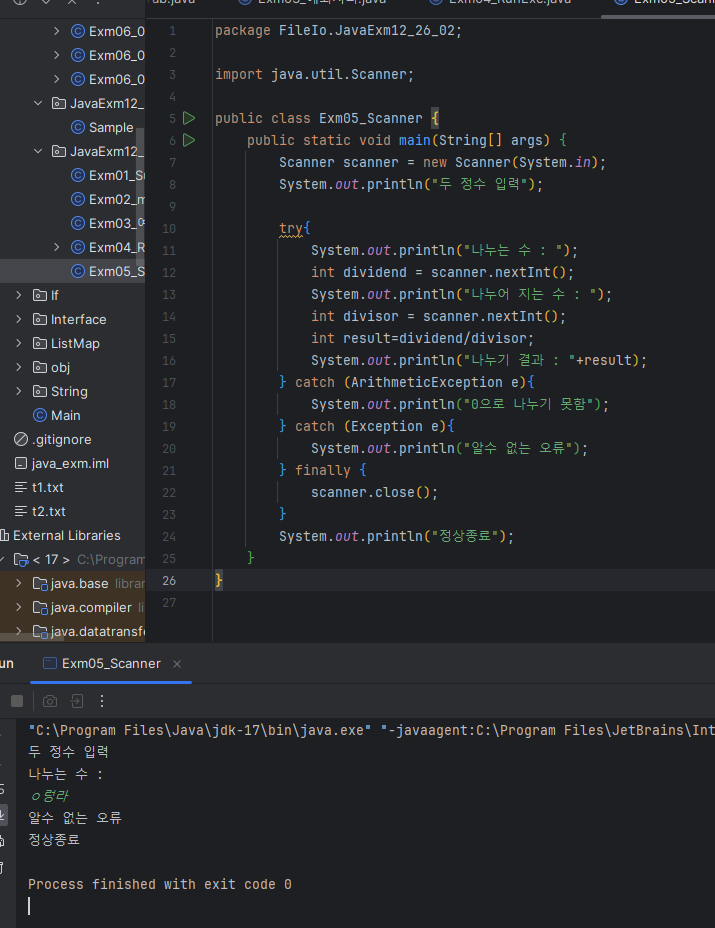 Exm06_0
Exm06_0
Exm06_0
JavaExm12_
Sample
JavaExm12_
Exm01_S
Exm02_m
Exm03_
Exm04_R
Exm05_S
If
Interface
ListMap
obj
String
Main
.gitignore
java_exm.iml
t1.txt
t2.txt
External Libraries
< 17 > C:\Program
java.base librar
java.compiler li
java.datatransfe
1 package FileIo.JavaExm12_26_02;
2
3 import java.util.Scanner;
4
5 public class Exm05_Scanner {
6 public static void main(String[] args) {
7 Scanner scanner = new Scanner(System.in);
8 System.out.println("두 정수 입력");
9
10 try{
11 System.out.println("나누는 수 : ");
12 int dividend = scanner.nextInt();
13 System.out.println("나누어 지는 수 : ");
14 int divisor = scanner.nextInt();
15 int result=dividend/divisor;
16 System.out.println("나누기 결과 : "+result);
17 } catch (ArithmeticException e){
18 System.out.println("0으로 나누기 못함");
19 } catch (Exception e){
20 System.out.println("알수 없는 오류");
21 } finally {
22 scanner.close();
23 }
24 System.out.println("정상종료");
25 }
26 }
27
un Exm05_Scanner
"C:\Program Files\Java\jdk-17\bin\java.exe" "-javaagent:C:\Program Files\JetBrains\Int
두 정수 입력
나누는 수 :
ㅇ렁라
알수 없는 오류
정상종료
Process finished with exit code 0